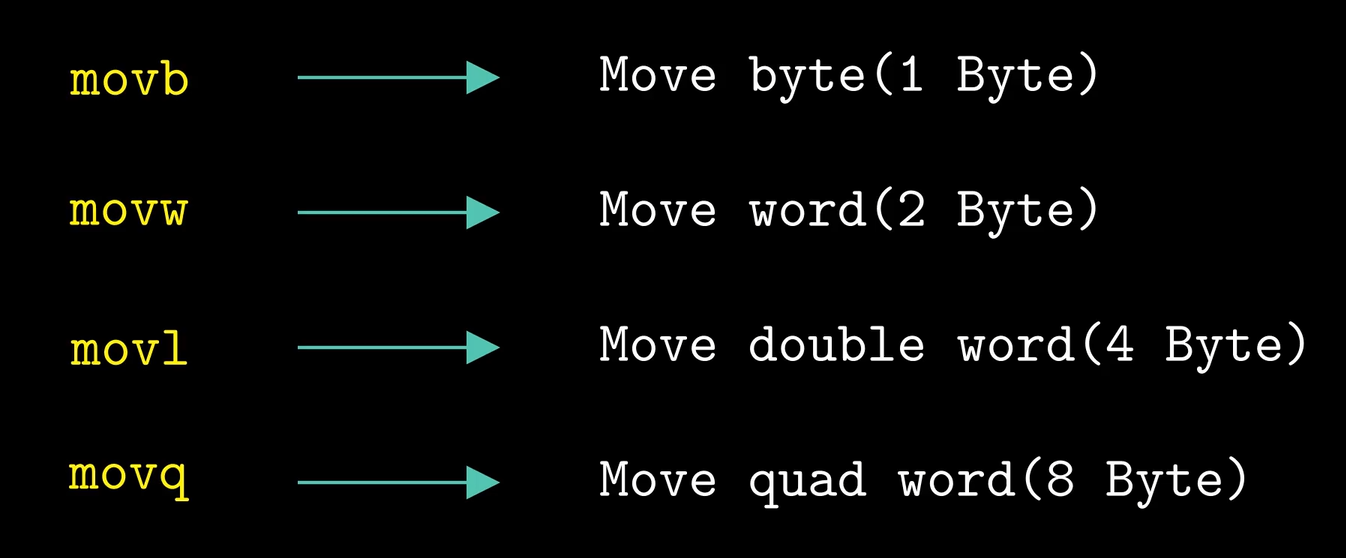 movb Move byte(1 Byte)
movw Move word(2 Byte)
movl Move double word(4 Byte)
movq Move quad word(8 Byte)